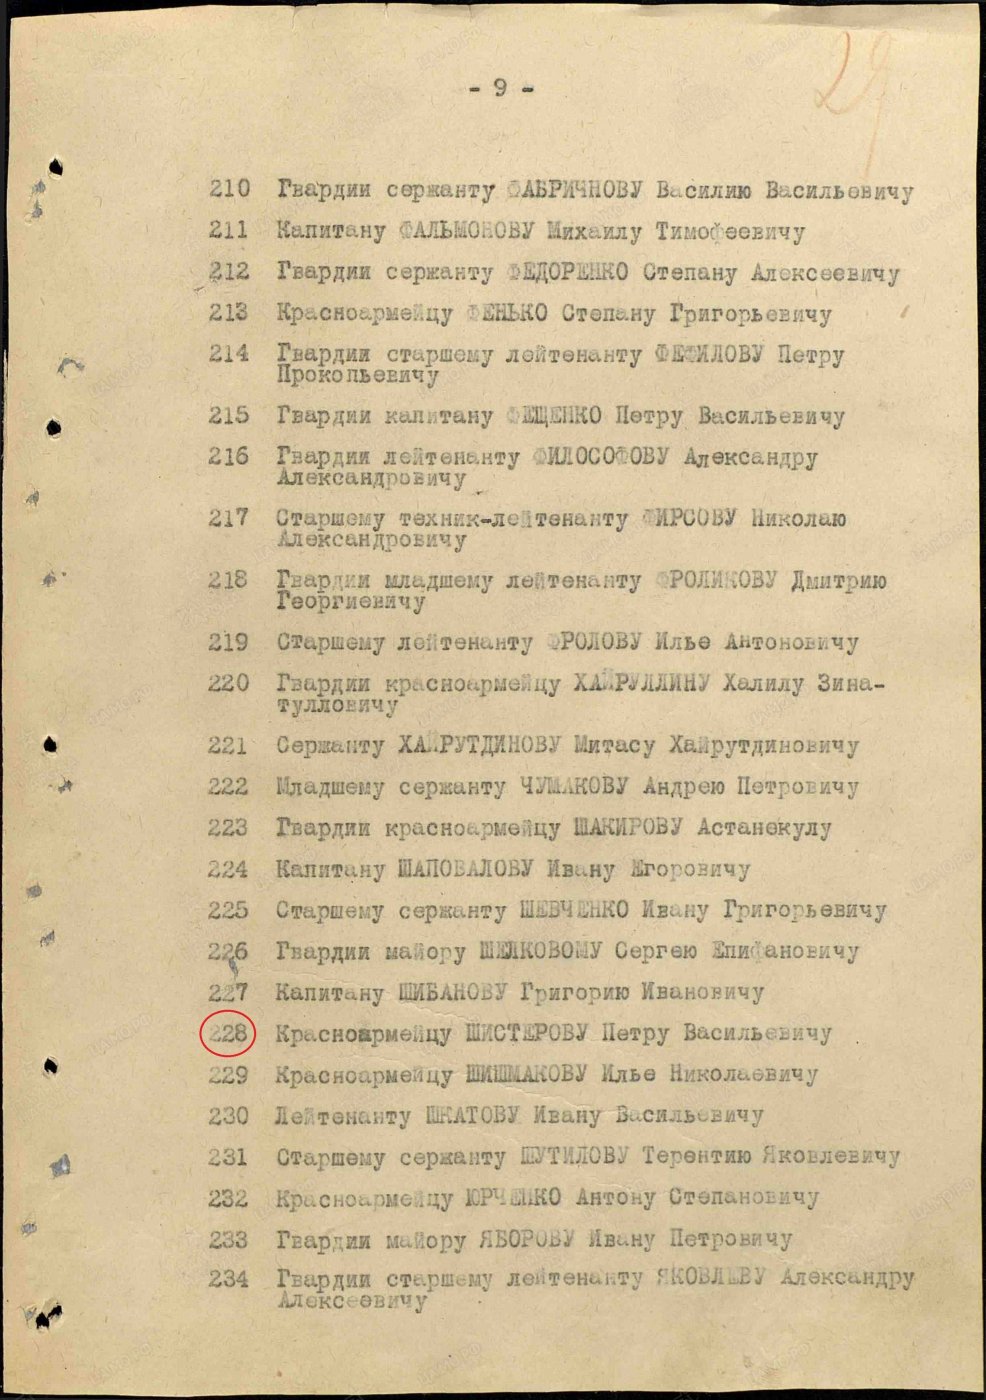 29
- 9 -
210 Гвардии сержанту ФАБРИЧНОВУ Василию Васильевичу
211 Капитану ФАЛЬМОНОВУ Михаилу Тимофеевичу
212 Гвардии сержанту ФЕДОРЕНКО Степану Алексеевичу
213 Красноармейцу ФЕНЬКО Степану Григорьевичу
214 Гвардии старшему лейтенанту ФЕФИЛОВУ Петру
Прокопьевичу
215 Гвардии капитану ФЕЩЕНКО Петру Васильевичу
216 Гвардии лейтенанту ФИЛОСОФОВУ Александру
Александровичу
217 Старшему техник-лейтенанту ФИРСОВУ Николаю
Александровичу
218 Гвардии младшему лейтенанту ФРОЛИКОВУ Дмитрию
Георгиевичу
219 Старшему лейтенанту ФРОЛОВУ Илье Антоновичу
220 Гвардии красноармейцу ХАЙРУЛЛИНУ Халилу Зина-
тулловичу
221 Сержанту ХАЙРУТДИНОВУ Митасу Хайрутдиновичу
222 Младшему сержанту ЧУМАКОВУ Андрею Петровичу
223 Гвардии красноармейцу ШАКИРОВУ Астанекулу
224 Капитану ШАПОВАЛОВУ Ивану Егоровичу
225 Старшему сержанту ШЕВЧЕНКО Ивану Григорьевичу
226 Гвардии майору ШЕЛКОВОМУ Сергею Епифановичу
227 Капитану ШИБАНОВУ Григорию Ивановичу
228 Красноармейцу ШИСТЕРОВУ Петру Васильевичу
229 Красноармейцу ШИШМАКОВУ Илье Николаевичу
230 Лейтенанту ШКАТОВУ Ивану Васильевичу
231 Старшему сержанту ШУТИЛОВУ Терентию Яковлевичу
232 Красноармейцу ЮРЧЕНКО Антону Степановичу
233 Гвардии майору ЯБОРОВУ Ивану Петровичу
234 Гвардии старшему лейтенанту ЯКОВЛЕВУ Александру
Алексеевичу